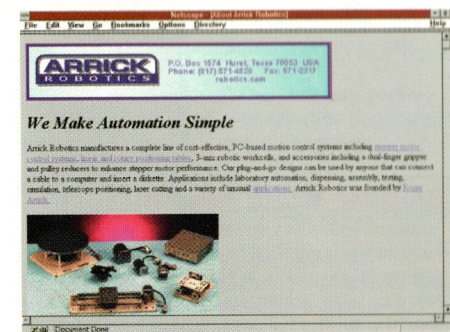 Netscape - [About Arrick Robotics]
File Edit View Go Bookmarks Options Directory Help
ARRICK
ROBOTICS
P.O. Box 1574 Hurst, Texas 76053 USA
Phone: (817) 571-4528 Fax: 571-2317
robotics.com
We Make Automation Simple
Arrick Robotics manufactures a complete line of cost-effective, PC-based motion control systems including stepper motor
control systems, linear and rotary positioning tables, 3-axis robotic workcells, and accessories including a dual-finger gripper
and pulley reducers to enhance stepper motor performance. Our plug-and-go designs can be used by anyone that can connect
a cable to a computer and insert a diskette. Applications include laboratory automation, dispensing, assembly, testing,
emulation, telescope positioning, laser cutting and a variety of unusual applications. Arrick Robotics was founded by Roger
Arrick.
Document Done